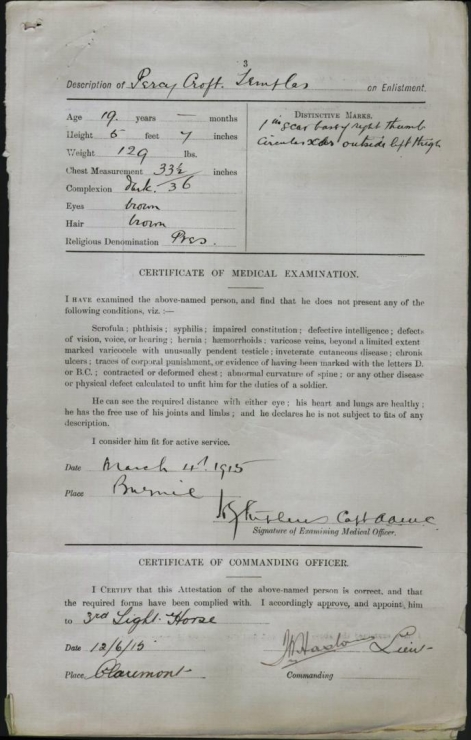 3
Description of Percy Croft Temples on Enlistment.
Age 19 years — months
Height 5 feet 7 inches
Weight 129 lbs.
Chest Measurement 33½ inches
Complexion dark. 36
Eyes brown
Hair brown
Religious Denomination Pres.
DISTINCTIVE MARKS.
1 in scar base of right thumb
circular scar outside left thigh
CERTIFICATE OF MEDICAL EXAMINATION.
I HAVE examined the above-named person, and find that he does not present any of the
following conditions, viz. :—
Scrofula ; phthisis ; syphilis ; impaired constitution ; defective intelligence ; defects
of vision, voice, or hearing ; hernia ; hæmorrhoids ; varicose veins, beyond a limited extent
marked varicocele with unusually pendent testicle ; inveterate cutaneous disease ; chronic
ulcers ; traces of corporal punishment, or evidence of having been marked with the letters D.
or B.C. ; contracted or deformed chest ; abnormal curvature of spine ; or any other disease
or physical defect calculated to unfit him for the duties of a soldier.
He can see the required distance with either eye ; his heart and lungs are healthy ;
he has the free use of his joints and limbs ; and he declares he is not subject to fits of any
description.
I consider him fit for active service.
Date March 4th 1915
Place Burnie
Capt AAMC
Signature of Examining Medical Officer.
CERTIFICATE OF COMMANDING OFFICER.
I CERTIFY that this Attestation of the above-named person is correct, and that
the required forms have been complied with. I accordingly approve, and appoint him
to 3rd Light Horse
Date 12/6/15
Lieut
Place, Claremont
Commanding